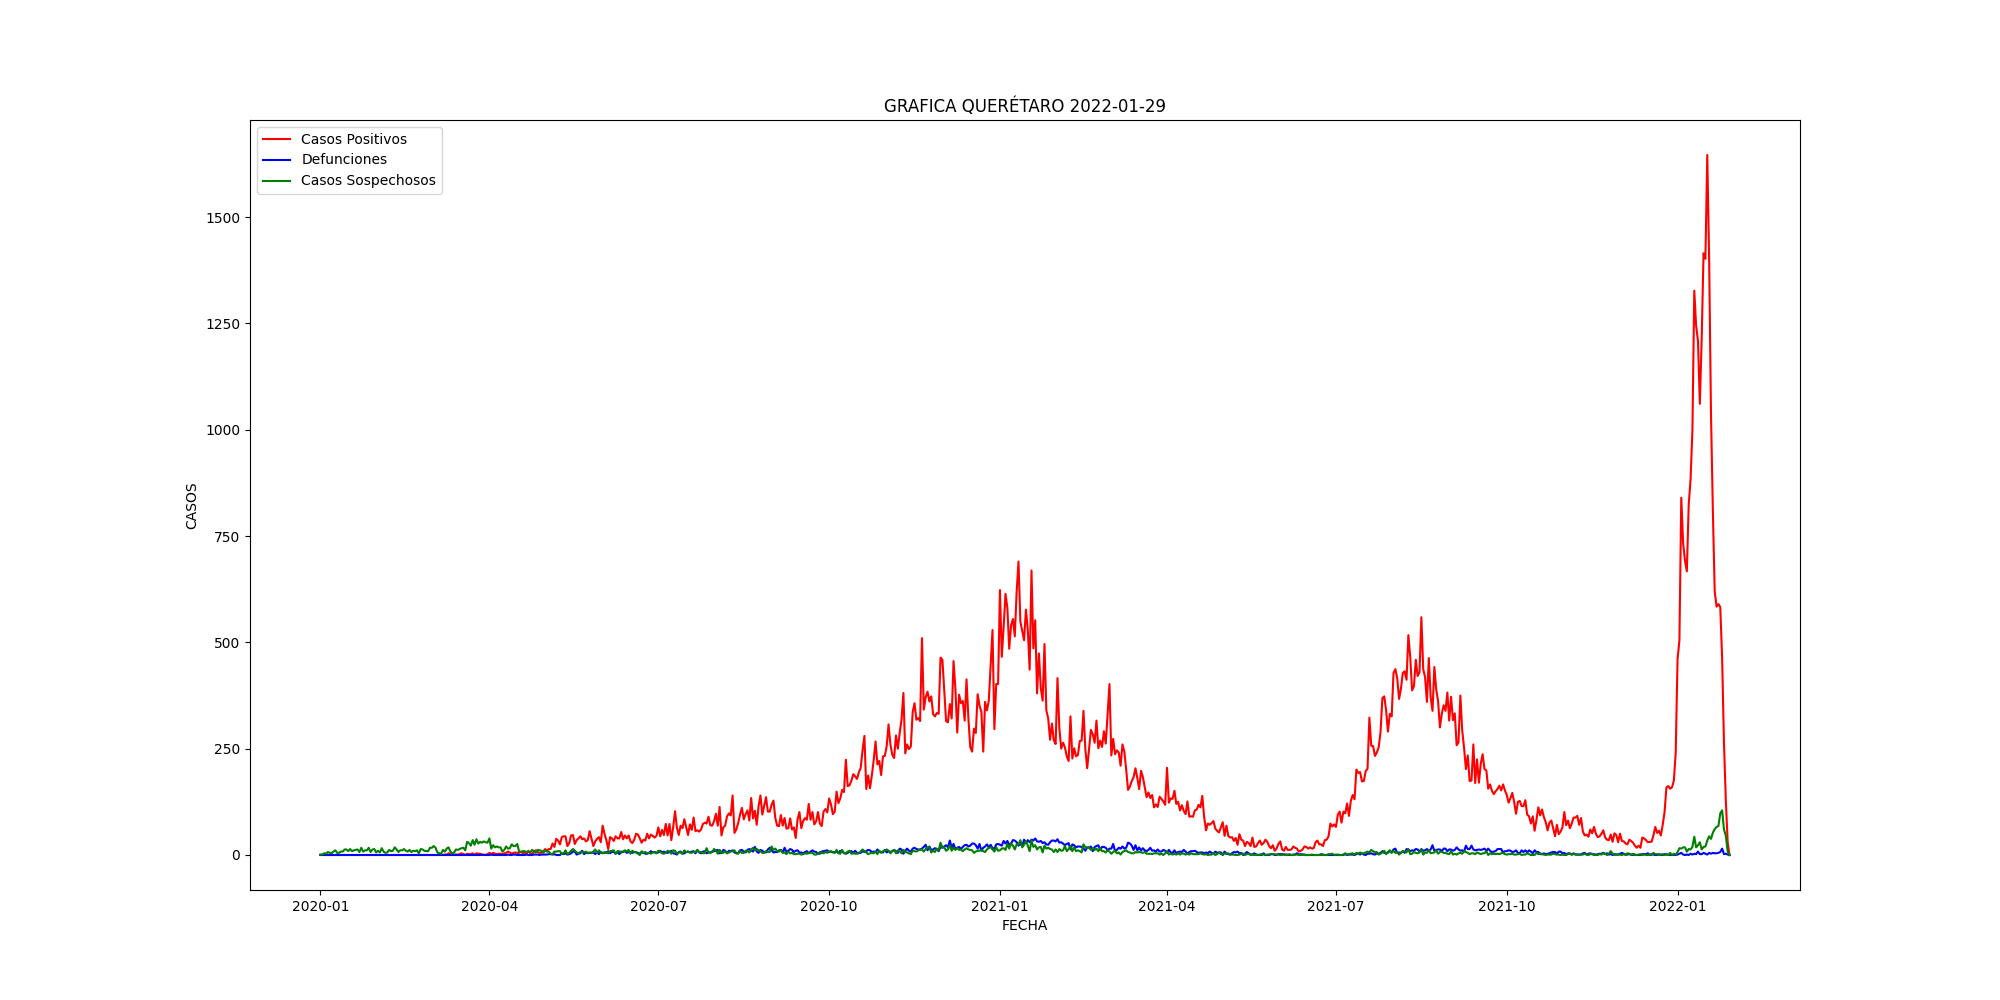 GRAFICA QUERÉTARO 2022-01-29
Casos Positivos
Defunciones
Casos Sospechosos
1500
1250
1000
750
500
250
0
CASOS
2020-01 2020-04 2020-07 2020-10 2021-01 2021-04 2021-07 2021-10 2022-01
FECHA